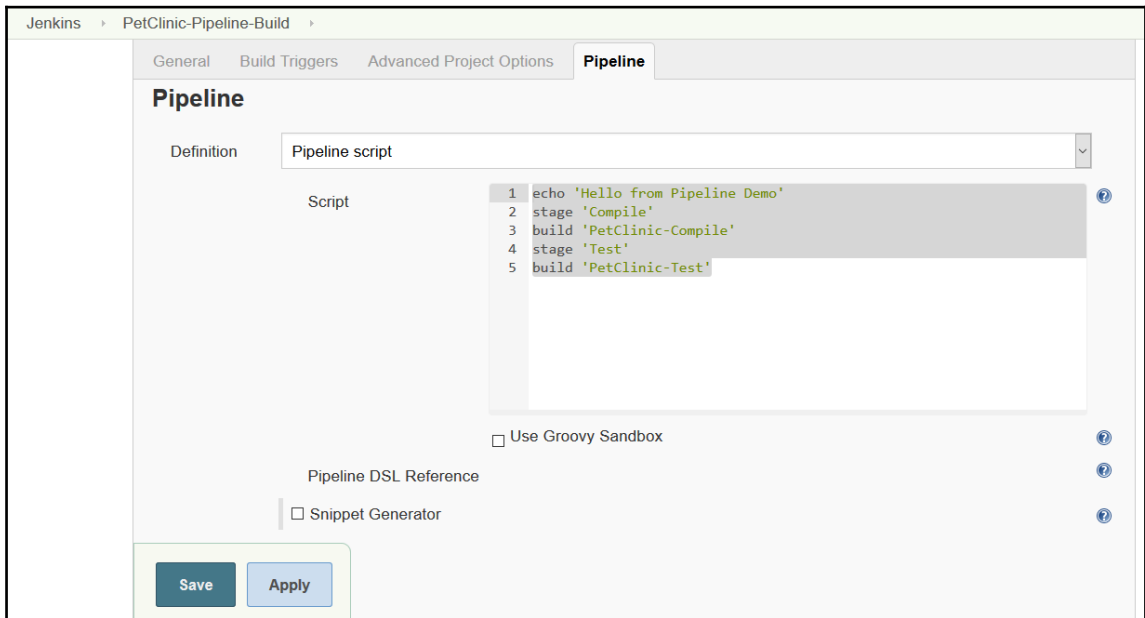 Jenkins PetClinic-Pipeline-Build
General Build Triggers Advanced Project Options Pipeline
Pipeline
Definition Pipeline script
Script
1 echo 'Hello from Pipeline Demo'
2 stage 'Compile'
3 build 'PetClinic-Compile'
4 stage 'Test'
5 build 'PetClinic-Test'
Use Groovy Sandbox
Pipeline DSL Reference
Snippet Generator
Save Apply